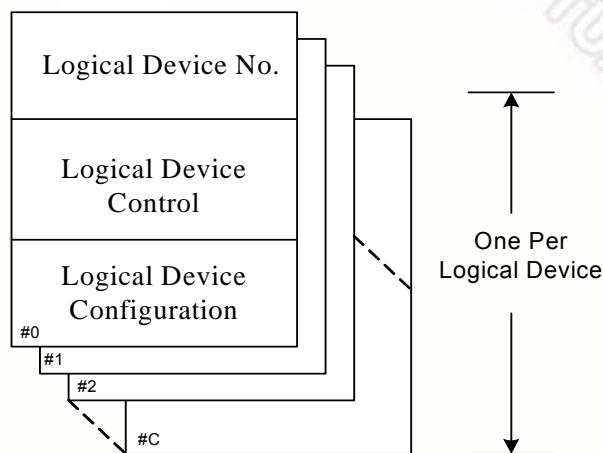 Logical Device No.
Logical Device
Control
Logical Device
Configuration
#0
#1
#2
#C
One Per
Logical Device